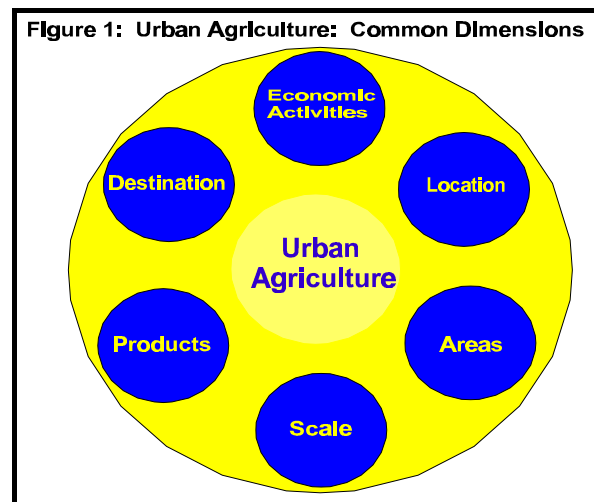 Figure 1: Urban Agriculture: Common Dimensions
Economic
Activities
Destination
Location
Urban
Agriculture
Products
Areas
Scale